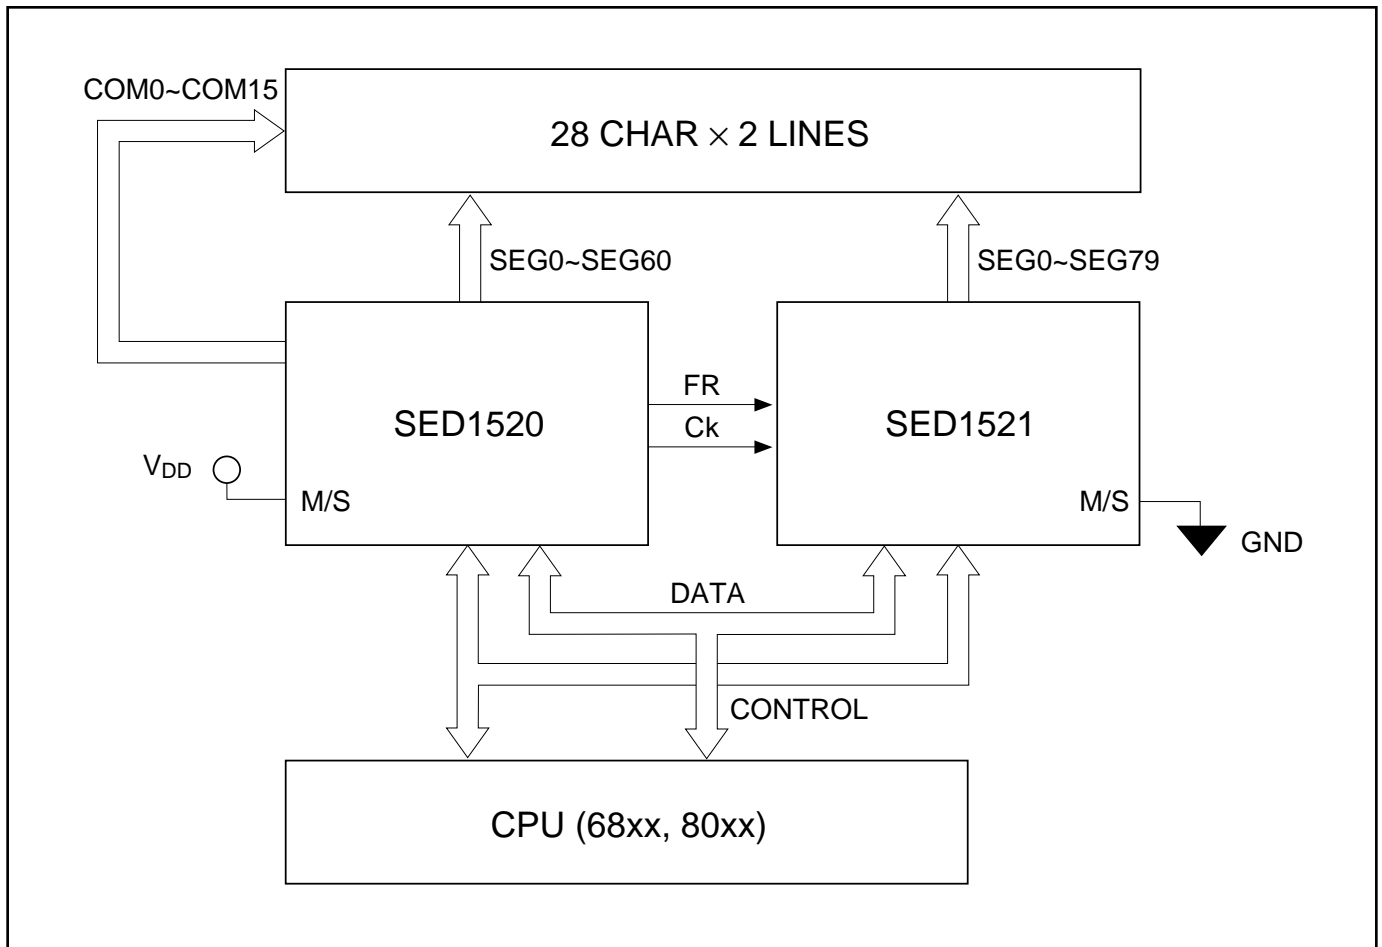 COM0~COM15
28 CHAR × 2 LINES
SEG0~SEG60
SEG0~SEG79
SED1520
FR
Ck
SED1521
VDD
M/S
M/S
GND
DATA
CONTROL
CPU (68xx, 80xx)